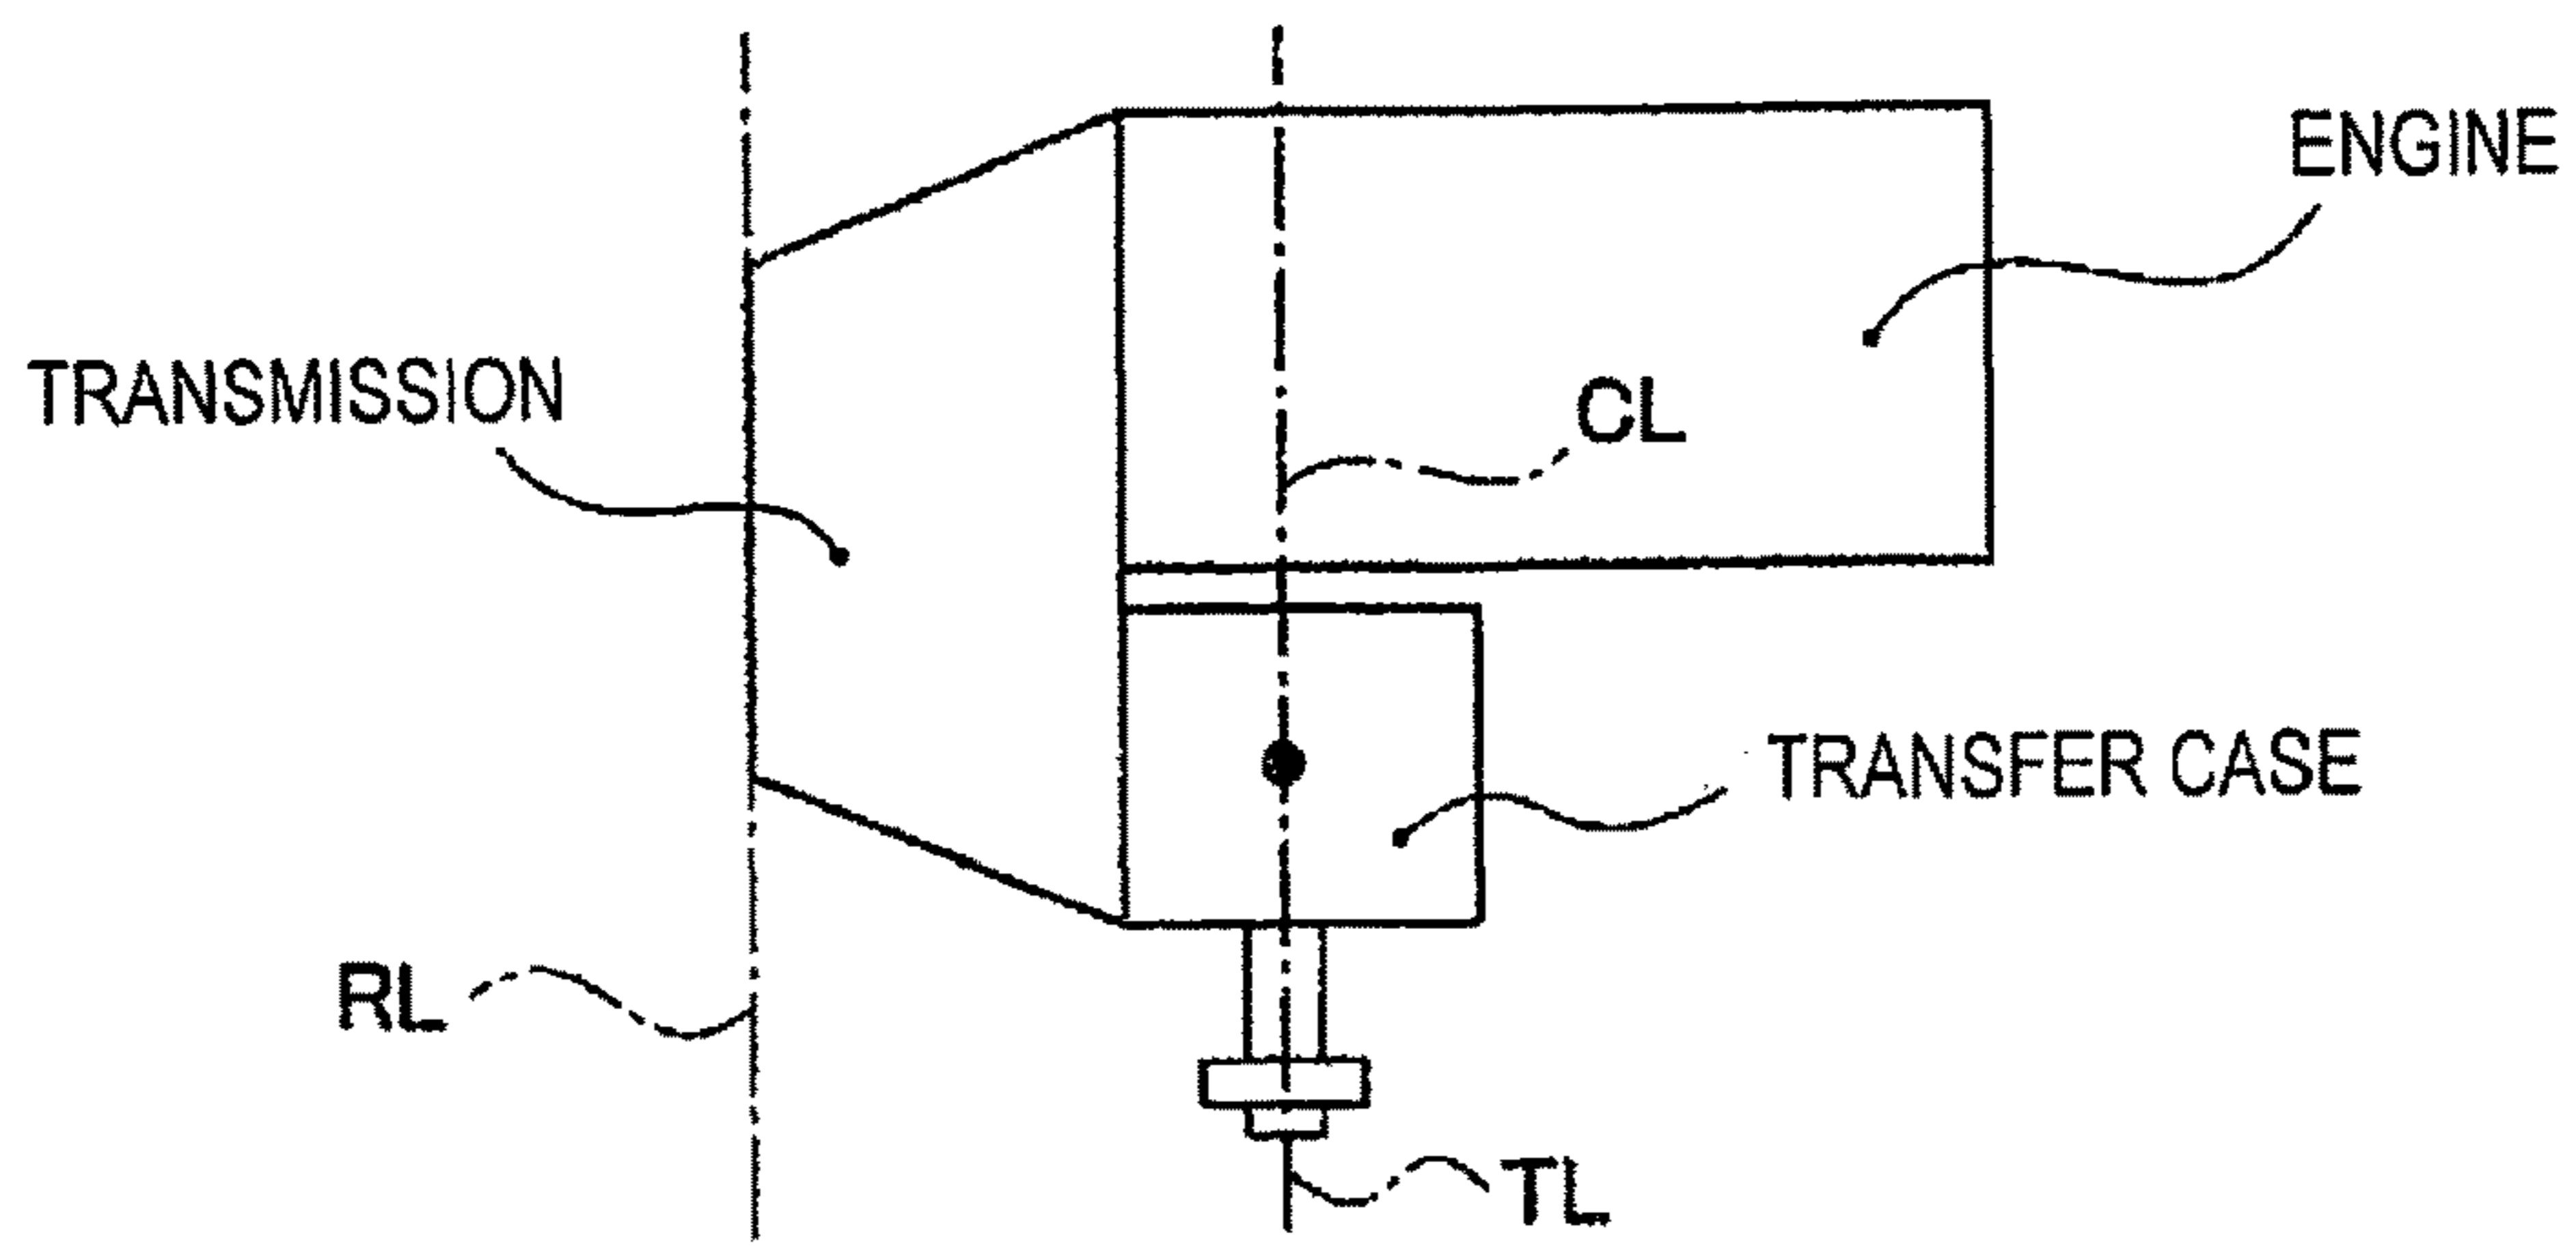 ENGINE
TRANSMISSION
CL
TRANSFER CASE
RL
TL